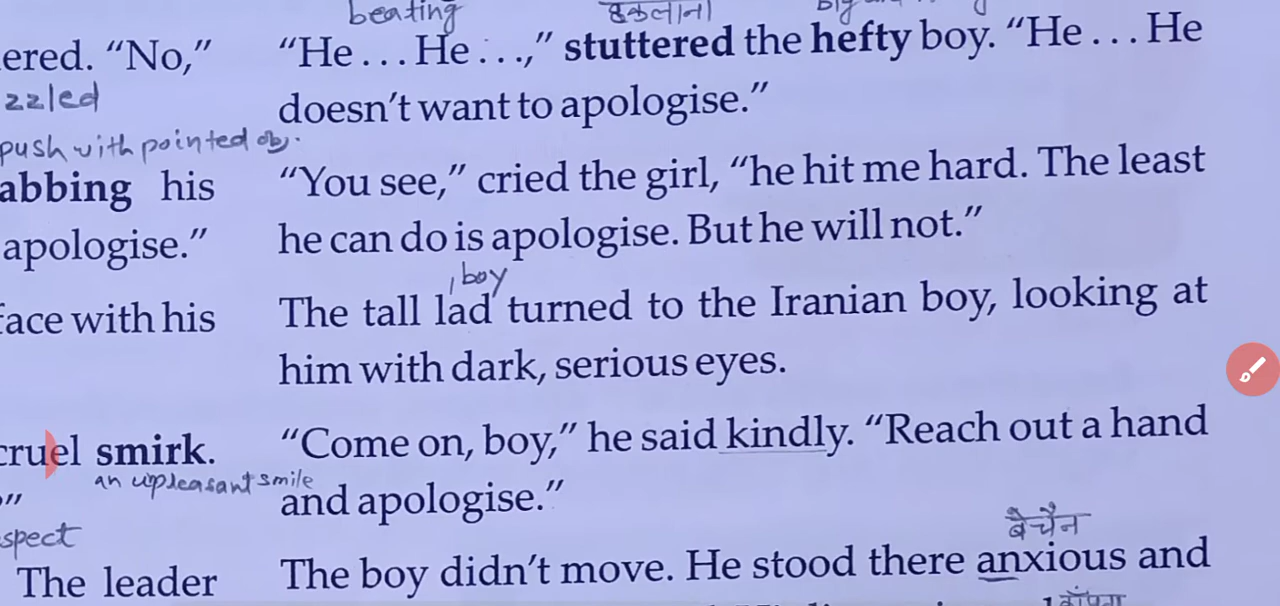 ered. "No,"
zzled
push with pointed ob.
abbing his
apologise."
face with his
cruel smirk.
an unpleasant smile
"
spect
The leader
beating
हकलाना
big
"He . . . He . . .," stuttered the hefty boy. "He . . . He
doesn't want to apologise."
"You see," cried the girl, "he hit me hard. The least
he can do is apologise. But he will not."
boy
The tall lad turned to the Iranian boy, looking at
him with dark, serious eyes.
"Come on, boy," he said kindly. "Reach out a hand
and apologise."
बैचैन
The boy didn't move. He stood there anxious and